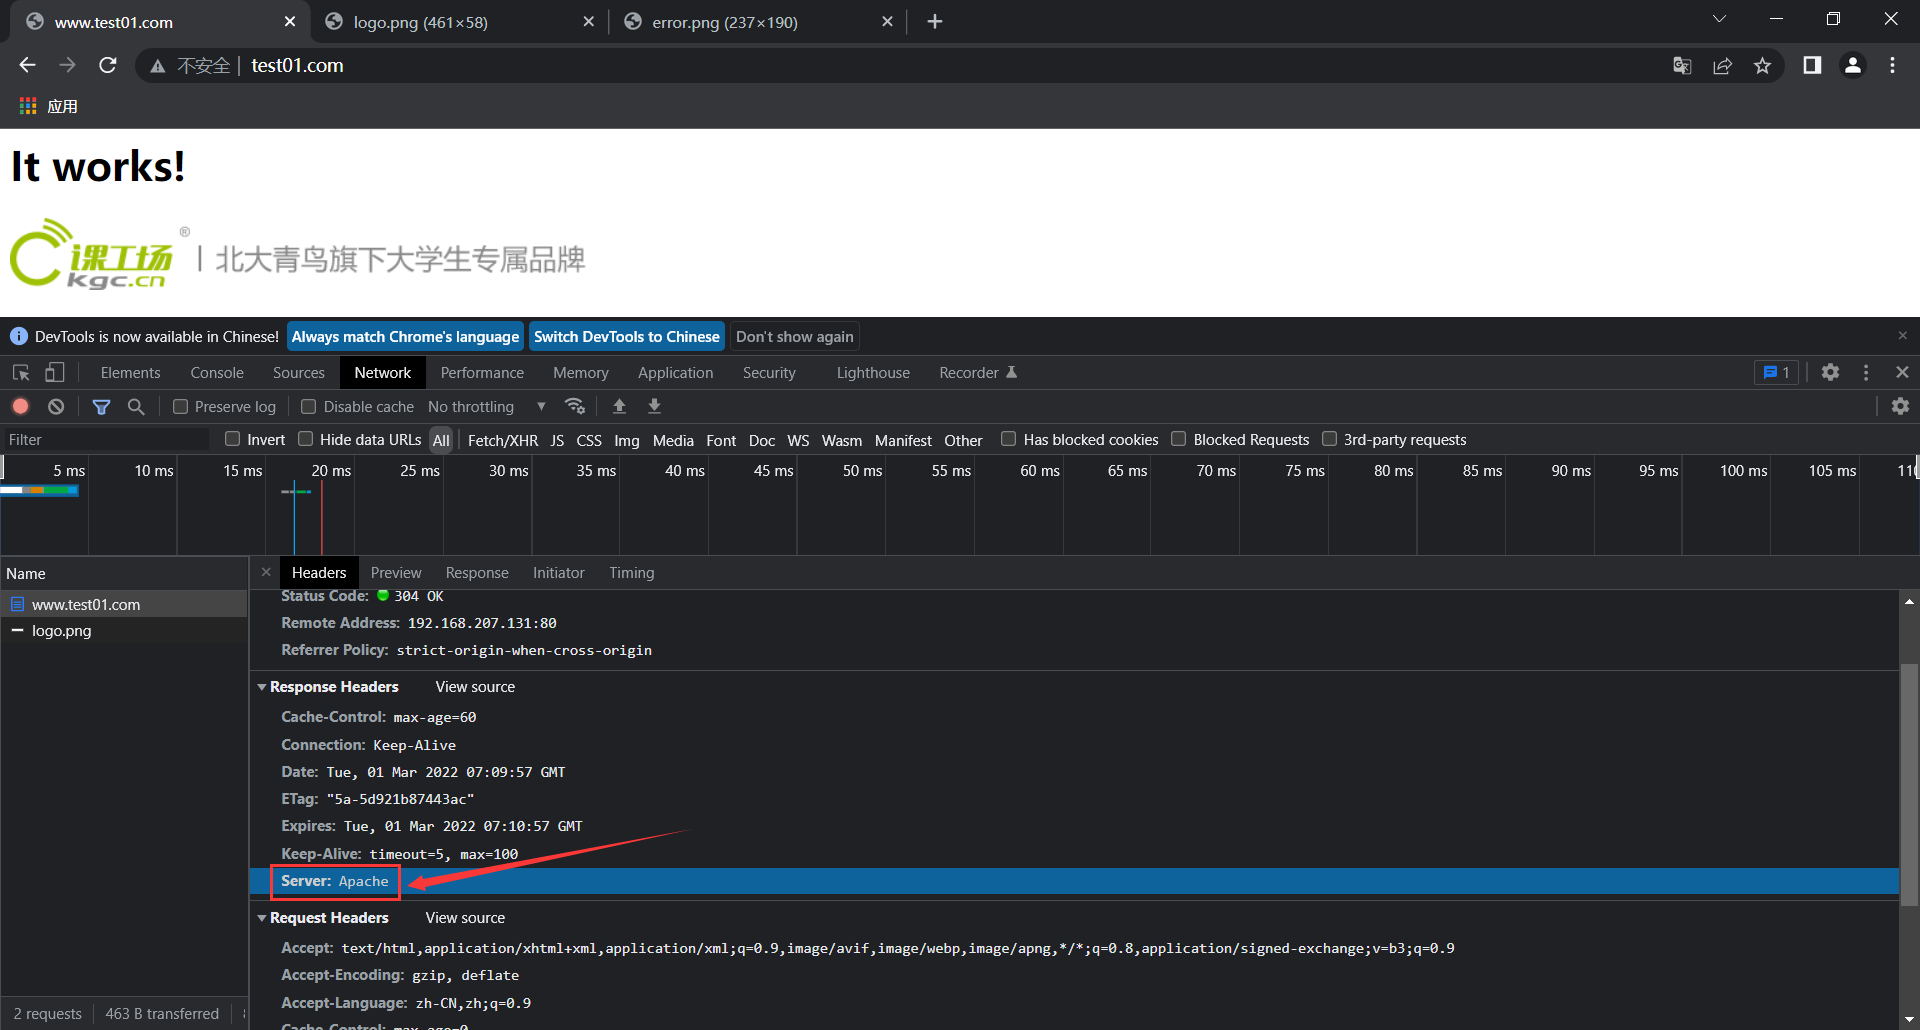 www.test01.com
logo.png (461×58)
error.png (237×190)
不安全 | test01.com
应用
It works!
课工场 ® | 北大青鸟旗下大学生专属品牌
kgc.cn
DevTools is now available in Chinese! Always match Chrome's language Switch DevTools to Chinese Don't show again
Elements Console Sources Network Performance Memory Application Security Lighthouse Recorder 1
Preserve log Disable cache No throttling
Filter Invert Hide data URLs All Fetch/XHR JS CSS Img Media Font Doc WS Wasm Manifest Other Has blocked cookies Blocked Requests 3rd-party requests
5 ms 10 ms 15 ms 20 ms 25 ms 30 ms 35 ms 40 ms 45 ms 50 ms 55 ms 60 ms 65 ms 70 ms 75 ms 80 ms 85 ms 90 ms 95 ms 100 ms 105 ms 11
Name
www.test01.com
logo.png
2 requests 463 B transferred
Headers Preview Response Initiator Timing
Status Code: 304 OK
Remote Address: 192.168.207.131:80
Referrer Policy: strict-origin-when-cross-origin
Response Headers View source
Cache-Control: max-age=60
Connection: Keep-Alive
Date: Tue, 01 Mar 2022 07:09:57 GMT
ETag: "5a-5d921b87443ac"
Expires: Tue, 01 Mar 2022 07:10:57 GMT
Keep-Alive: timeout=5, max=100
Server: Apache
Request Headers View source
Accept: text/html,application/xhtml+xml,application/xml;q=0.9,image/avif,image/webp,image/apng,*/*;q=0.8,application/signed-exchange;v=b3;q=0.9
Accept-Encoding: gzip, deflate
Accept-Language: zh-CN,zh;q=0.9
Cache-Control: max-age=0